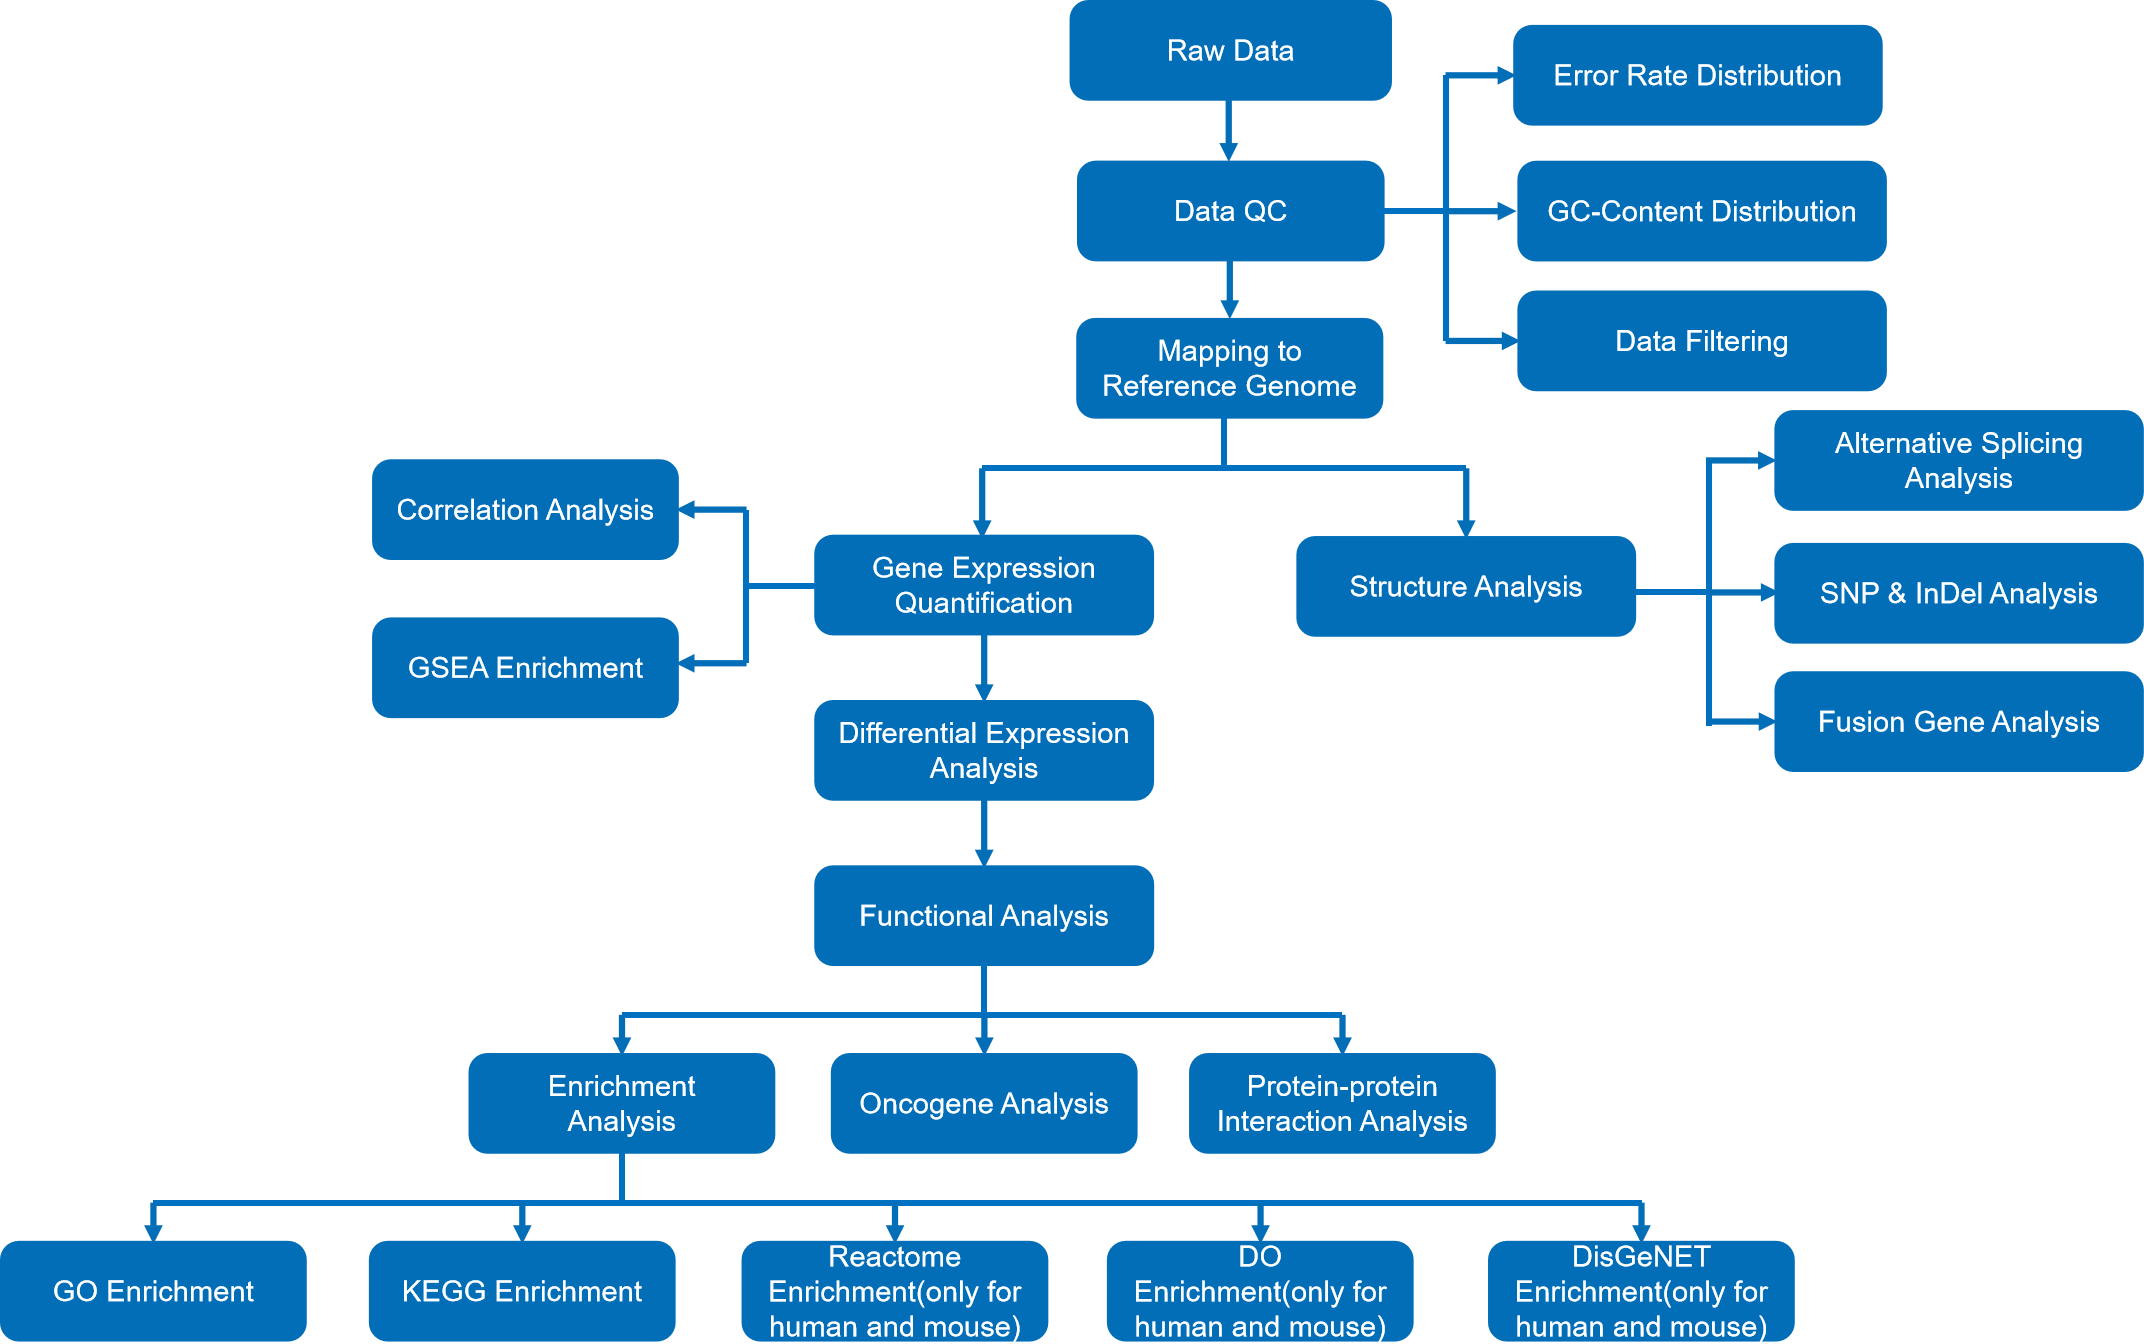 Raw Data
Error Rate Distribution
Data QC
GC-Content Distribution
Data Filtering
Mapping to
Reference Genome
Alternative Splicing
Analysis
Correlation Analysis
Gene Expression
Quantification
Structure Analysis
SNP & InDel Analysis
GSEA Enrichment
Fusion Gene Analysis
Differential Expression
Analysis
Functional Analysis
Enrichment
Analysis
Oncogene Analysis
Protein-protein
Interaction Analysis
GO Enrichment
KEGG Enrichment
Reactome
Enrichment(only for
human and mouse)
DO
Enrichment(only for
human and mouse)
DisGeNET
Enrichment(only for
human and mouse)